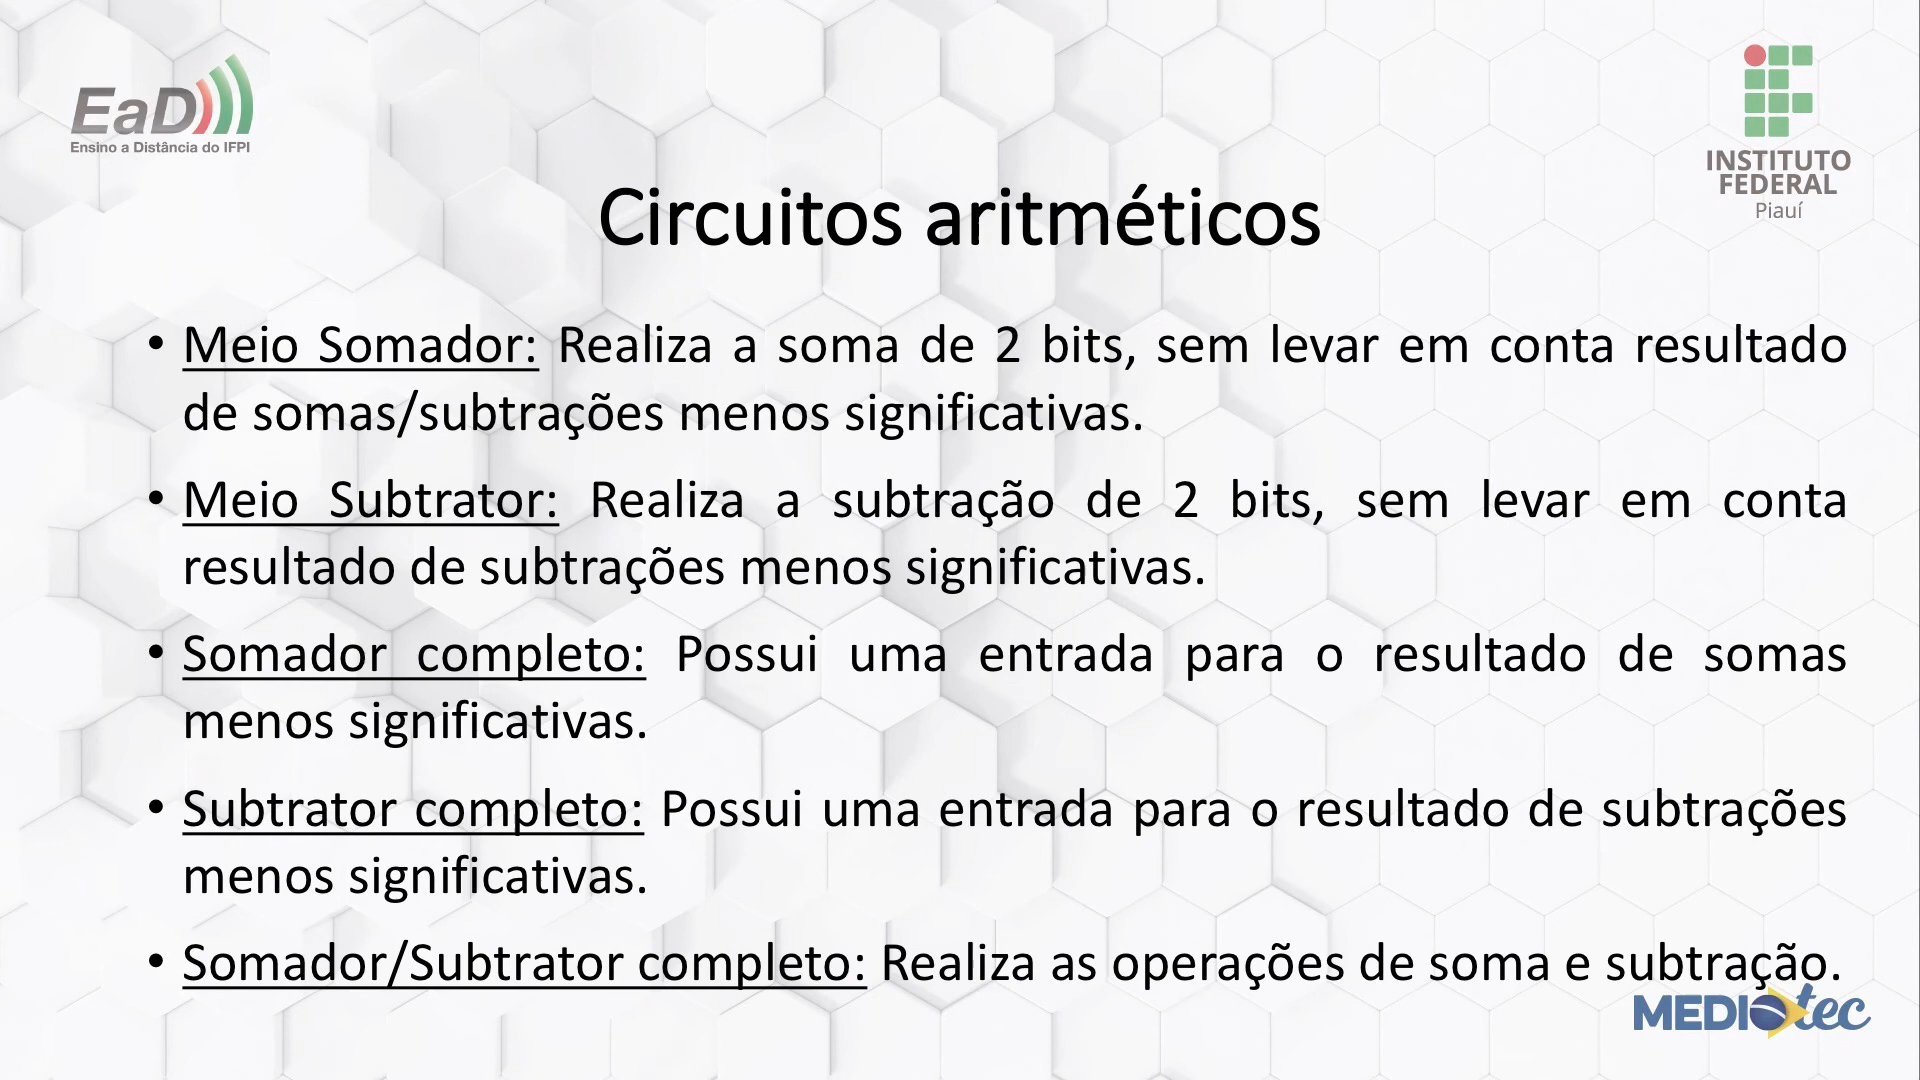 EaD
Ensino a Distância do IFPI
INSTITUTO
FEDERAL
Piauí
Circuitos aritméticos
• Meio Somador: Realiza a soma de 2 bits, sem levar em conta resultado
de somas/subtrações menos significativas.
• Meio Subtrator: Realiza a subtração de 2 bits, sem levar em conta
resultado de subtrações menos significativas.
• Somador completo: Possui uma entrada para o resultado de somas
menos significativas.
• Subtrator completo: Possui uma entrada para o resultado de subtrações
menos significativas.
• Somador/Subtrator completo: Realiza as operações de soma e subtração.
MEDIOtec